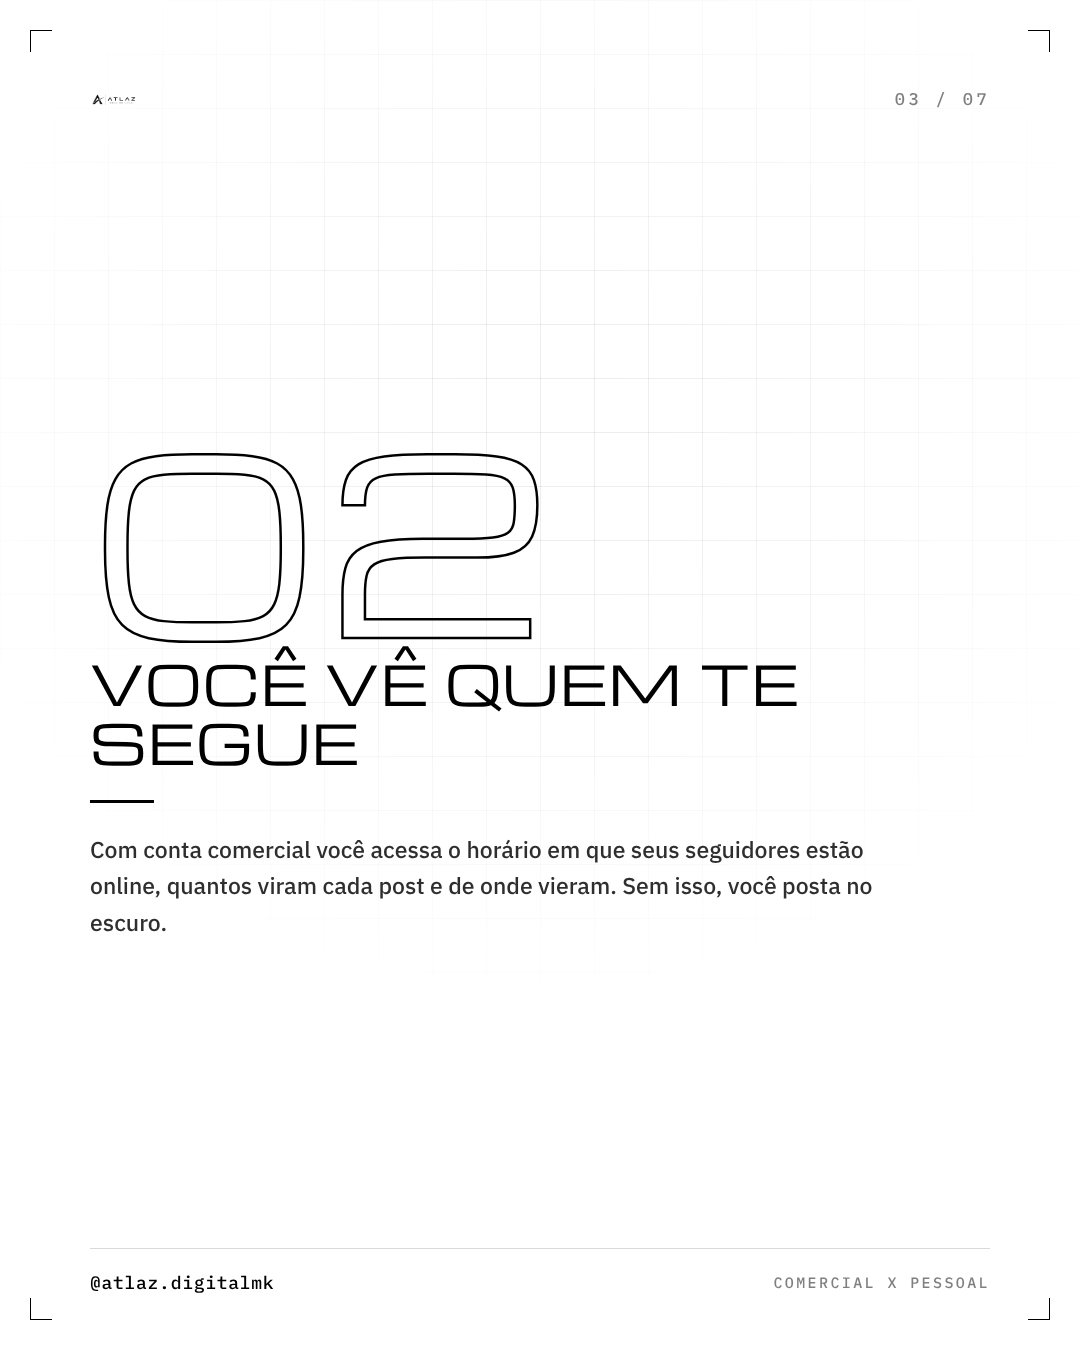 ATLAZ
03 / 07
02
VOCÊ VÊ QUEM TE
SEGUE
Com conta comercial você acessa o horário em que seus seguidores estão
online, quantos viram cada post e de onde vieram. Sem isso, você posta no
escuro.
@atlaz.digitalmk
COMERCIAL X PESSOAL